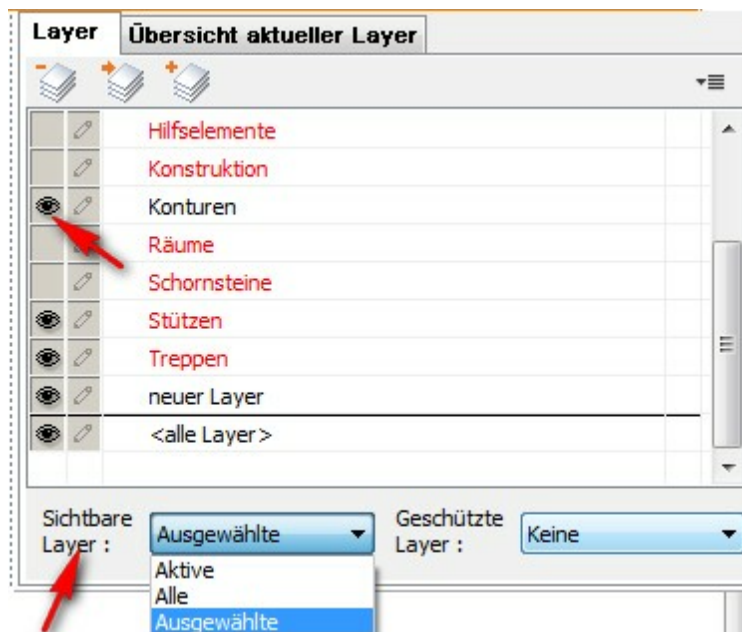 Layer Übersicht aktueller Layer
Hilfselemente
Konstruktion
Konturen
Räume
Schornsteine
Stützen
Treppen
neuer Layer
<alle Layer>
Sichtbare Layer :
Ausgewählte
Geschützte Layer :
Keine
Aktive
Alle
Ausgewählte